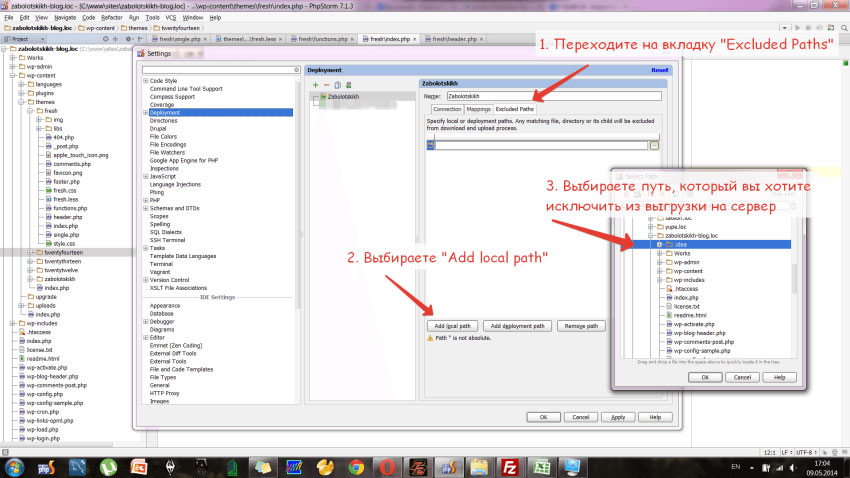 zabolotskikh-blog.loc (C:\www\sites\zabolotskikh-blog.loc) - ...\wp-content\themes\fresh\index.php - PhpStorm 7.1.3
File Edit View Navigate Code Refactor Run Tools VCS Window Help
zabolotskikh-blog.loc wp-content themes twentyfourteen
Project
fresh\single.php
themes\...\fresh.less
fresh\functions.php
fresh\index.php
fresh\header.php
zabolotskikh-blog.loc (C:\www\sites\zabolotskikh-blog.loc)
Works
wp-admin
wp-content
languages
plugins
themes
fresh
img
libs
404.php
_post.php
apple_touch_icon.png
comments.php
favicon.png
footer.php
fresh.css
fresh.less
functions.php
header.php
index.php
single.php
style.css
twentyfourteen
twentythirteen
twentytwelve
zabolotskih
index.php
upgrade
uploads
index.php
wp-includes
.htaccess
index.php
license.txt
readme.html
wp-activate.php
wp-blog-header.php
wp-comments-post.php
wp-config.php
wp-config-sample.php
wp-cron.php
wp-links-opml.php
wp-load.php
wp-login.php
Settings
Code Style
Command Line Tool Support
Compass Support
Coverage
Deployment
Directories
Drupal
File Colors
File Encodings
File Watchers
Google App Engine for PHP
Inspections
JavaScript
Language Injections
Phing
PHP
Schemas and DTDs
Scopes
Spelling
SQL Dialects
SSH Terminal
Tasks
Template Data Languages
Terminal
Vagrant
Version Control
XSLT File Associations
IDE Settings
Appearance
Database
Debugger
Diagrams
Editor
Emmet (Zen Coding)
External Diff Tools
External Tools
File and Code Templates
File Types
General
HTTP Proxy
Images
Deployment
Reset
Zabolotskikh
Zabolotskikh
Name: Zabolotskikh
Connection Mappings Excluded Paths
Specify local or deployment paths. Any matching file, directory or its child will be excluded
from download and upload process.
Add local path Add deployment path Remove path
Path '' is not absolute.
OK Cancel Apply Help
1. Переходите на вкладку "Excluded Paths"
2. Выбираете "Add local path"
3. Выбираете путь, который вы хотите
исключить из выгрузки на сервер
Select Path
yupe.loc
zabolotskikh-blog.loc
.idea
Works
wp-admin
wp-content
wp-includes
.htaccess
index.php
license.txt
readme.html
wp-activate.php
wp-blog-header.php
wp-comments-post.php
wp-config-sample.php
Drag and drop a file into the space above to quickly locate it in the tree.
OK Cancel Help
12:1 LF UTF-8
EN
17:04
09.05.2014